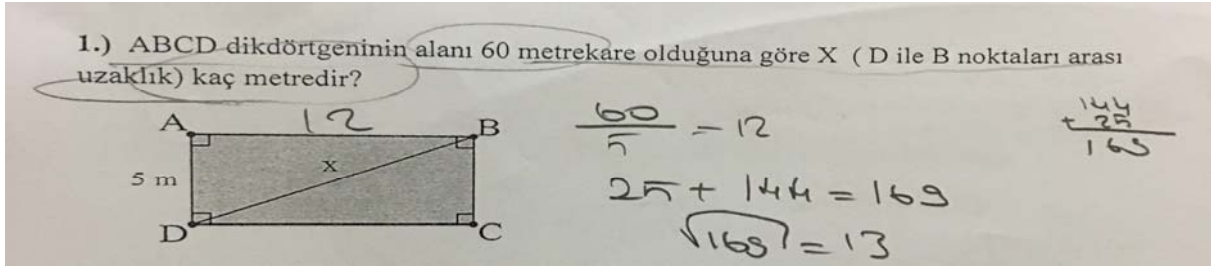 1.) ABCD dikdörtgeninin alanı 60 metrekare olduğuna göre X ( D ile B noktaları arası
uzaklık) kaç metredir?
A 12 B
5 m
X
D C
60/5 = 12
25 + 144 = 169
√169 = 13
144
+ 25
169